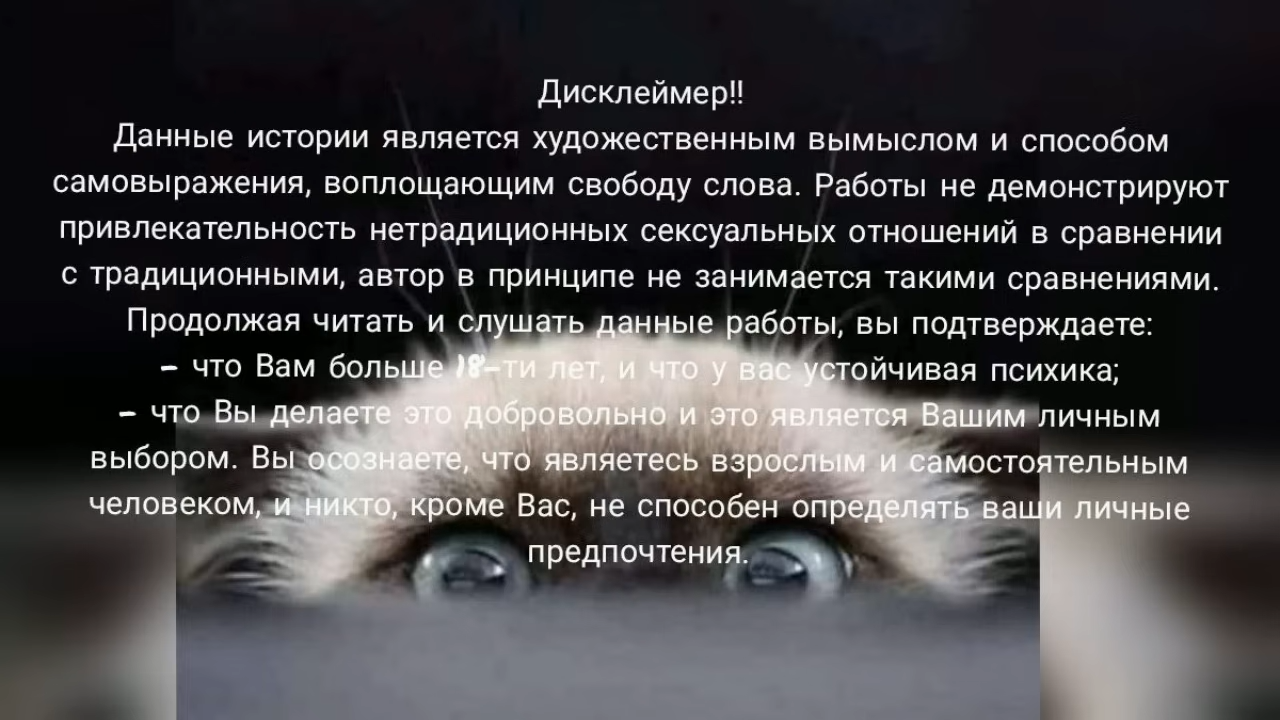 Дисклеймер!!
Данные истории является художественным вымыслом и способом
самовыражения, воплощающим свободу слова. Работы не демонстрируют
привлекательность нетрадиционных сексуальных отношений в сравнении
с традиционными, автор в принципе не занимается такими сравнениями.
Продолжая читать и слушать данные работы, вы подтверждаете:
- что Вам больше 18-ти лет, и что у вас устойчивая психика;
- что Вы делаете это добровольно и это является Вашим личным
выбором. Вы осознаете, что являетесь взрослым и самостоятельным
человеком, и никто, кроме Вас, не способен определять ваши личные
предпочтения.